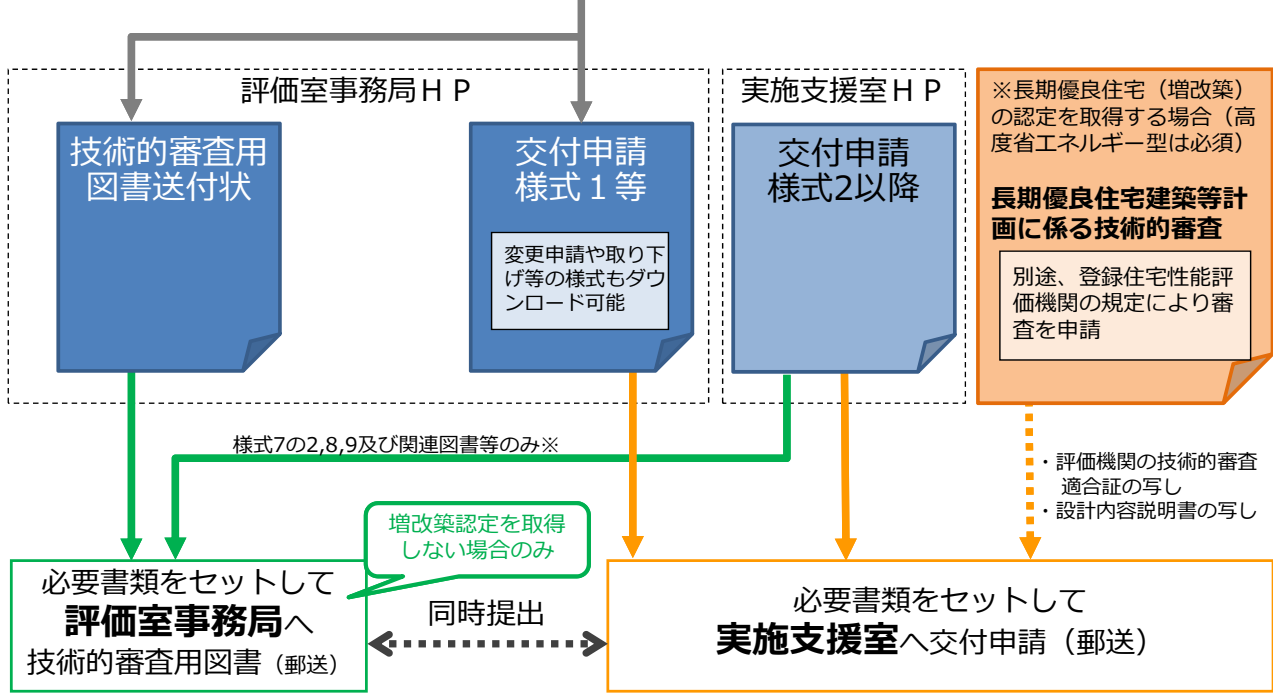 評価室事務局ＨＰ
技術的審査用
図書送付状
交付申請
様式１等
変更申請や取り下
げ等の様式もダウ
ンロード可能
実施支援室ＨＰ
交付申請
様式2以降
※長期優良住宅（増改築）
の認定を取得する場合（高
度省エネルギー型は必須）
長期優良住宅建築等計
画に係る技術的審査
別途、登録住宅性能評
価機関の規定により審
査を申請
様式7の2,8,9及び関連図書等のみ※
・評価機関の技術的審査
適合証の写し
・設計内容説明書の写し
増改築認定を取得
しない場合のみ
必要書類をセットして
評価室事務局へ
技術的審査用図書（郵送）
同時提出
必要書類をセットして
実施支援室へ交付申請（郵送）